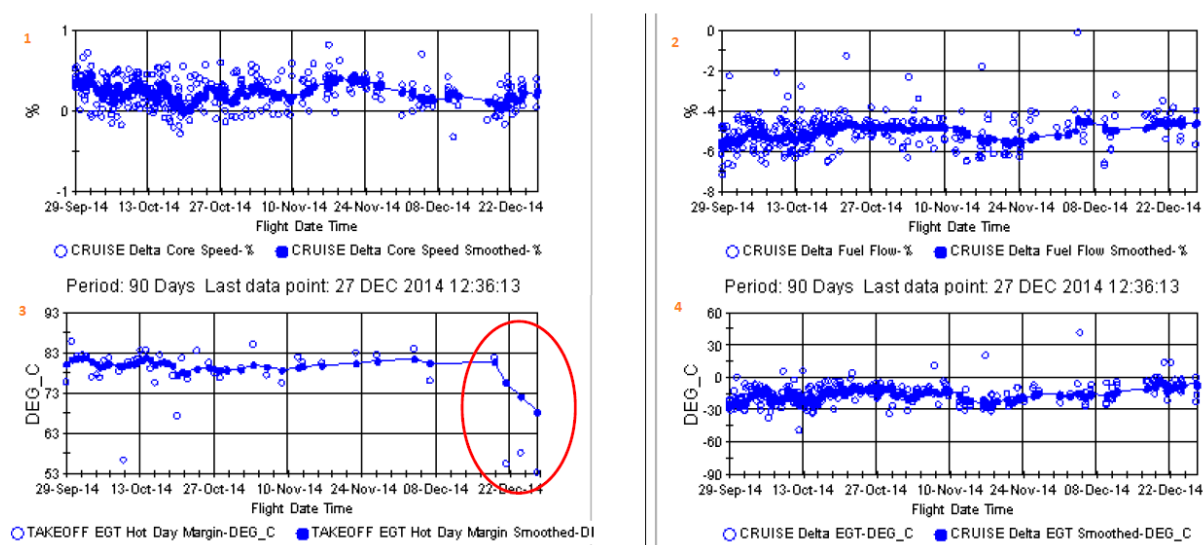 1
1
0
-1
%
29-Sep-14 13-Oct-14 27-Oct-14 10-Nov-14 24-Nov-14 08-Dec-14 22-Dec-14
Flight Date Time
CRUISE Delta Core Speed-% CRUISE Delta Core Speed Smoothed-%
2
0
-2
-4
-6
-8
%
29-Sep-14 13-Oct-14 27-Oct-14 10-Nov-14 24-Nov-14 08-Dec-14 22-Dec-14
Flight Date Time
CRUISE Delta Fuel Flow-% CRUISE Delta Fuel Flow Smoothed-%
Period: 90 Days Last data point: 27 DEC 2014 12:36:13
3
93
83
73
63
53
DEG_C
29-Sep-14 13-Oct-14 27-Oct-14 10-Nov-14 24-Nov-14 08-Dec-14 22-Dec-14
Flight Date Time
TAKEOFF EGT Hot Day Margin-DEG_C TAKEOFF EGT Hot Day Margin Smoothed-DI
Period: 90 Days Last data point: 27 DEC 2014 12:36:13
4
60
30
0
-30
-60
-90
DEG_C
29-Sep-14 13-Oct-14 27-Oct-14 10-Nov-14 24-Nov-14 08-Dec-14 22-Dec-14
Flight Date Time
CRUISE Delta EGT-DEG_C CRUISE Delta EGT Smoothed-DEG_C